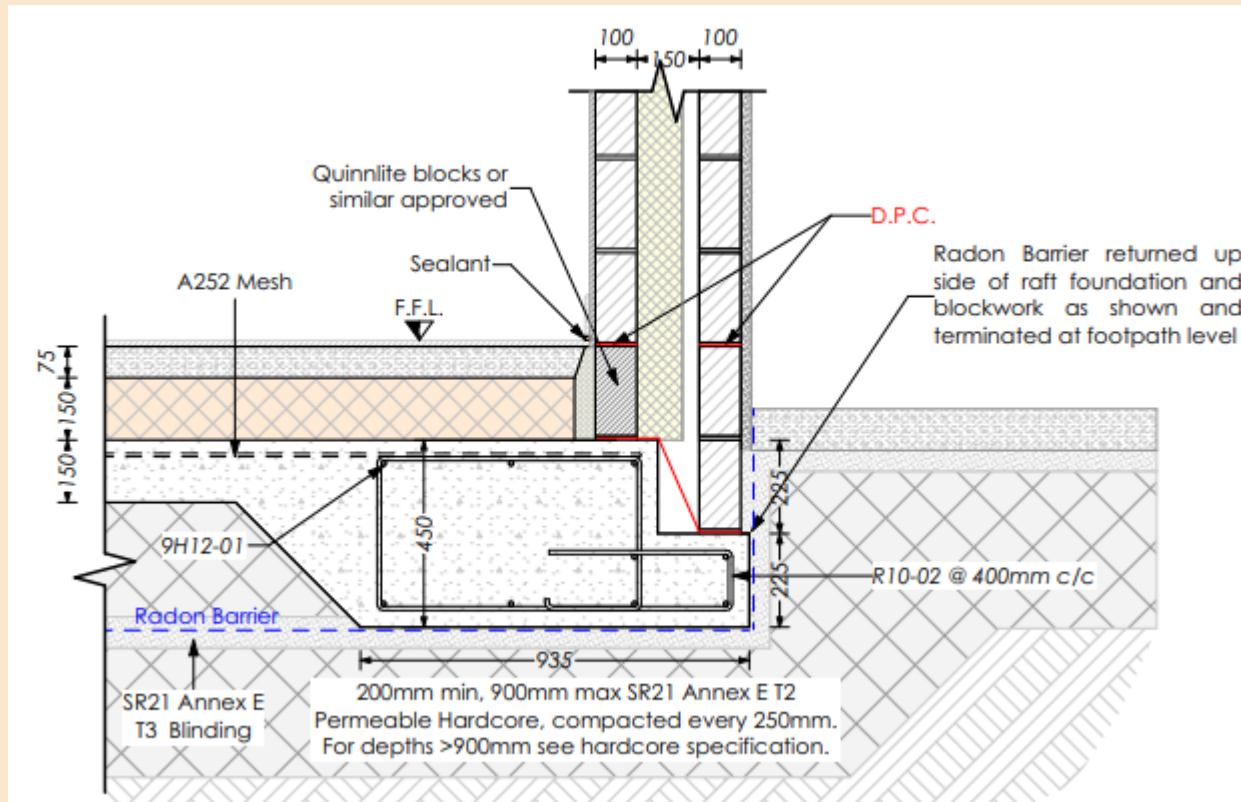 100
150
100
Quinnlite blocks or
similar approved
D.P.C.
Sealant
Radon Barrier returned up
side of raft foundation and
blockwork as shown and
terminated at footpath level
A252 Mesh
F.F.L.
75
150
150
225
450
9H12-01
225
R10-02 @ 400mm c/c
Radon Barrier
935
SR21 Annex E
T3 Blinding
200mm min, 900mm max SR21 Annex E T2
Permeable Hardcore, compacted every 250mm.
For depths >900mm see hardcore specification.